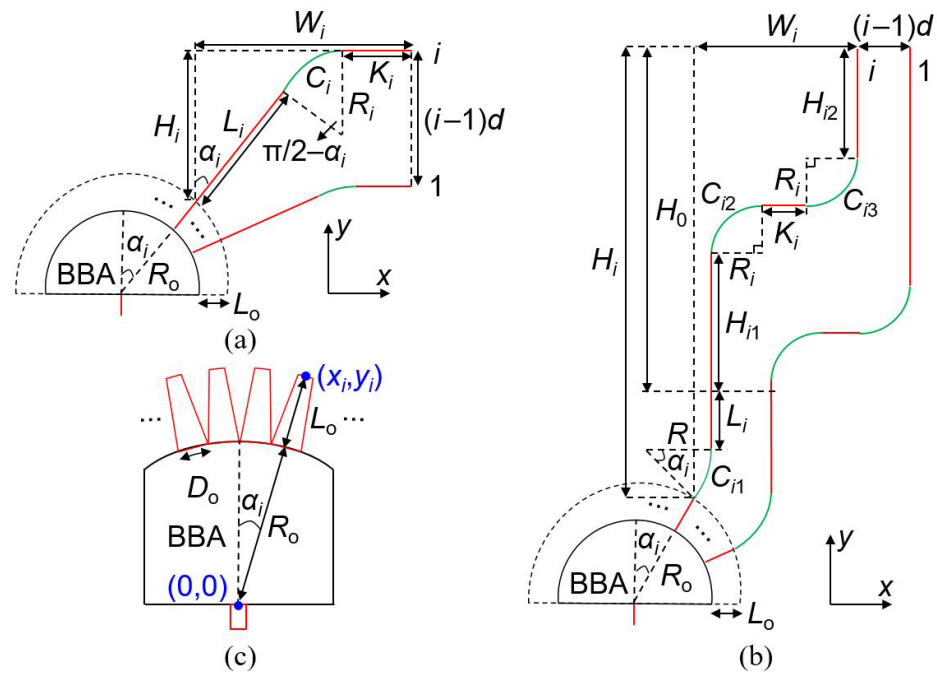 W_i
i
C_i
K_i
R_i
H_i
L_i
(i–1)d
α_i
π/2–α_i
1
...
...
α_i
BBA
R_o
L_o
y
x
(a)
(x_i,y_i)
...
...
L_o
D_o
α_i
BBA
R_o
(0,0)
(c)
W_i
(i–1)d
i
1
H_i2
R_i
C_i2
C_i3
K_i
H_0
H_i
R_i
H_i1
L_i
R
α_i
C_i1
...
...
α_i
BBA
R_o
L_o
y
x
(b)